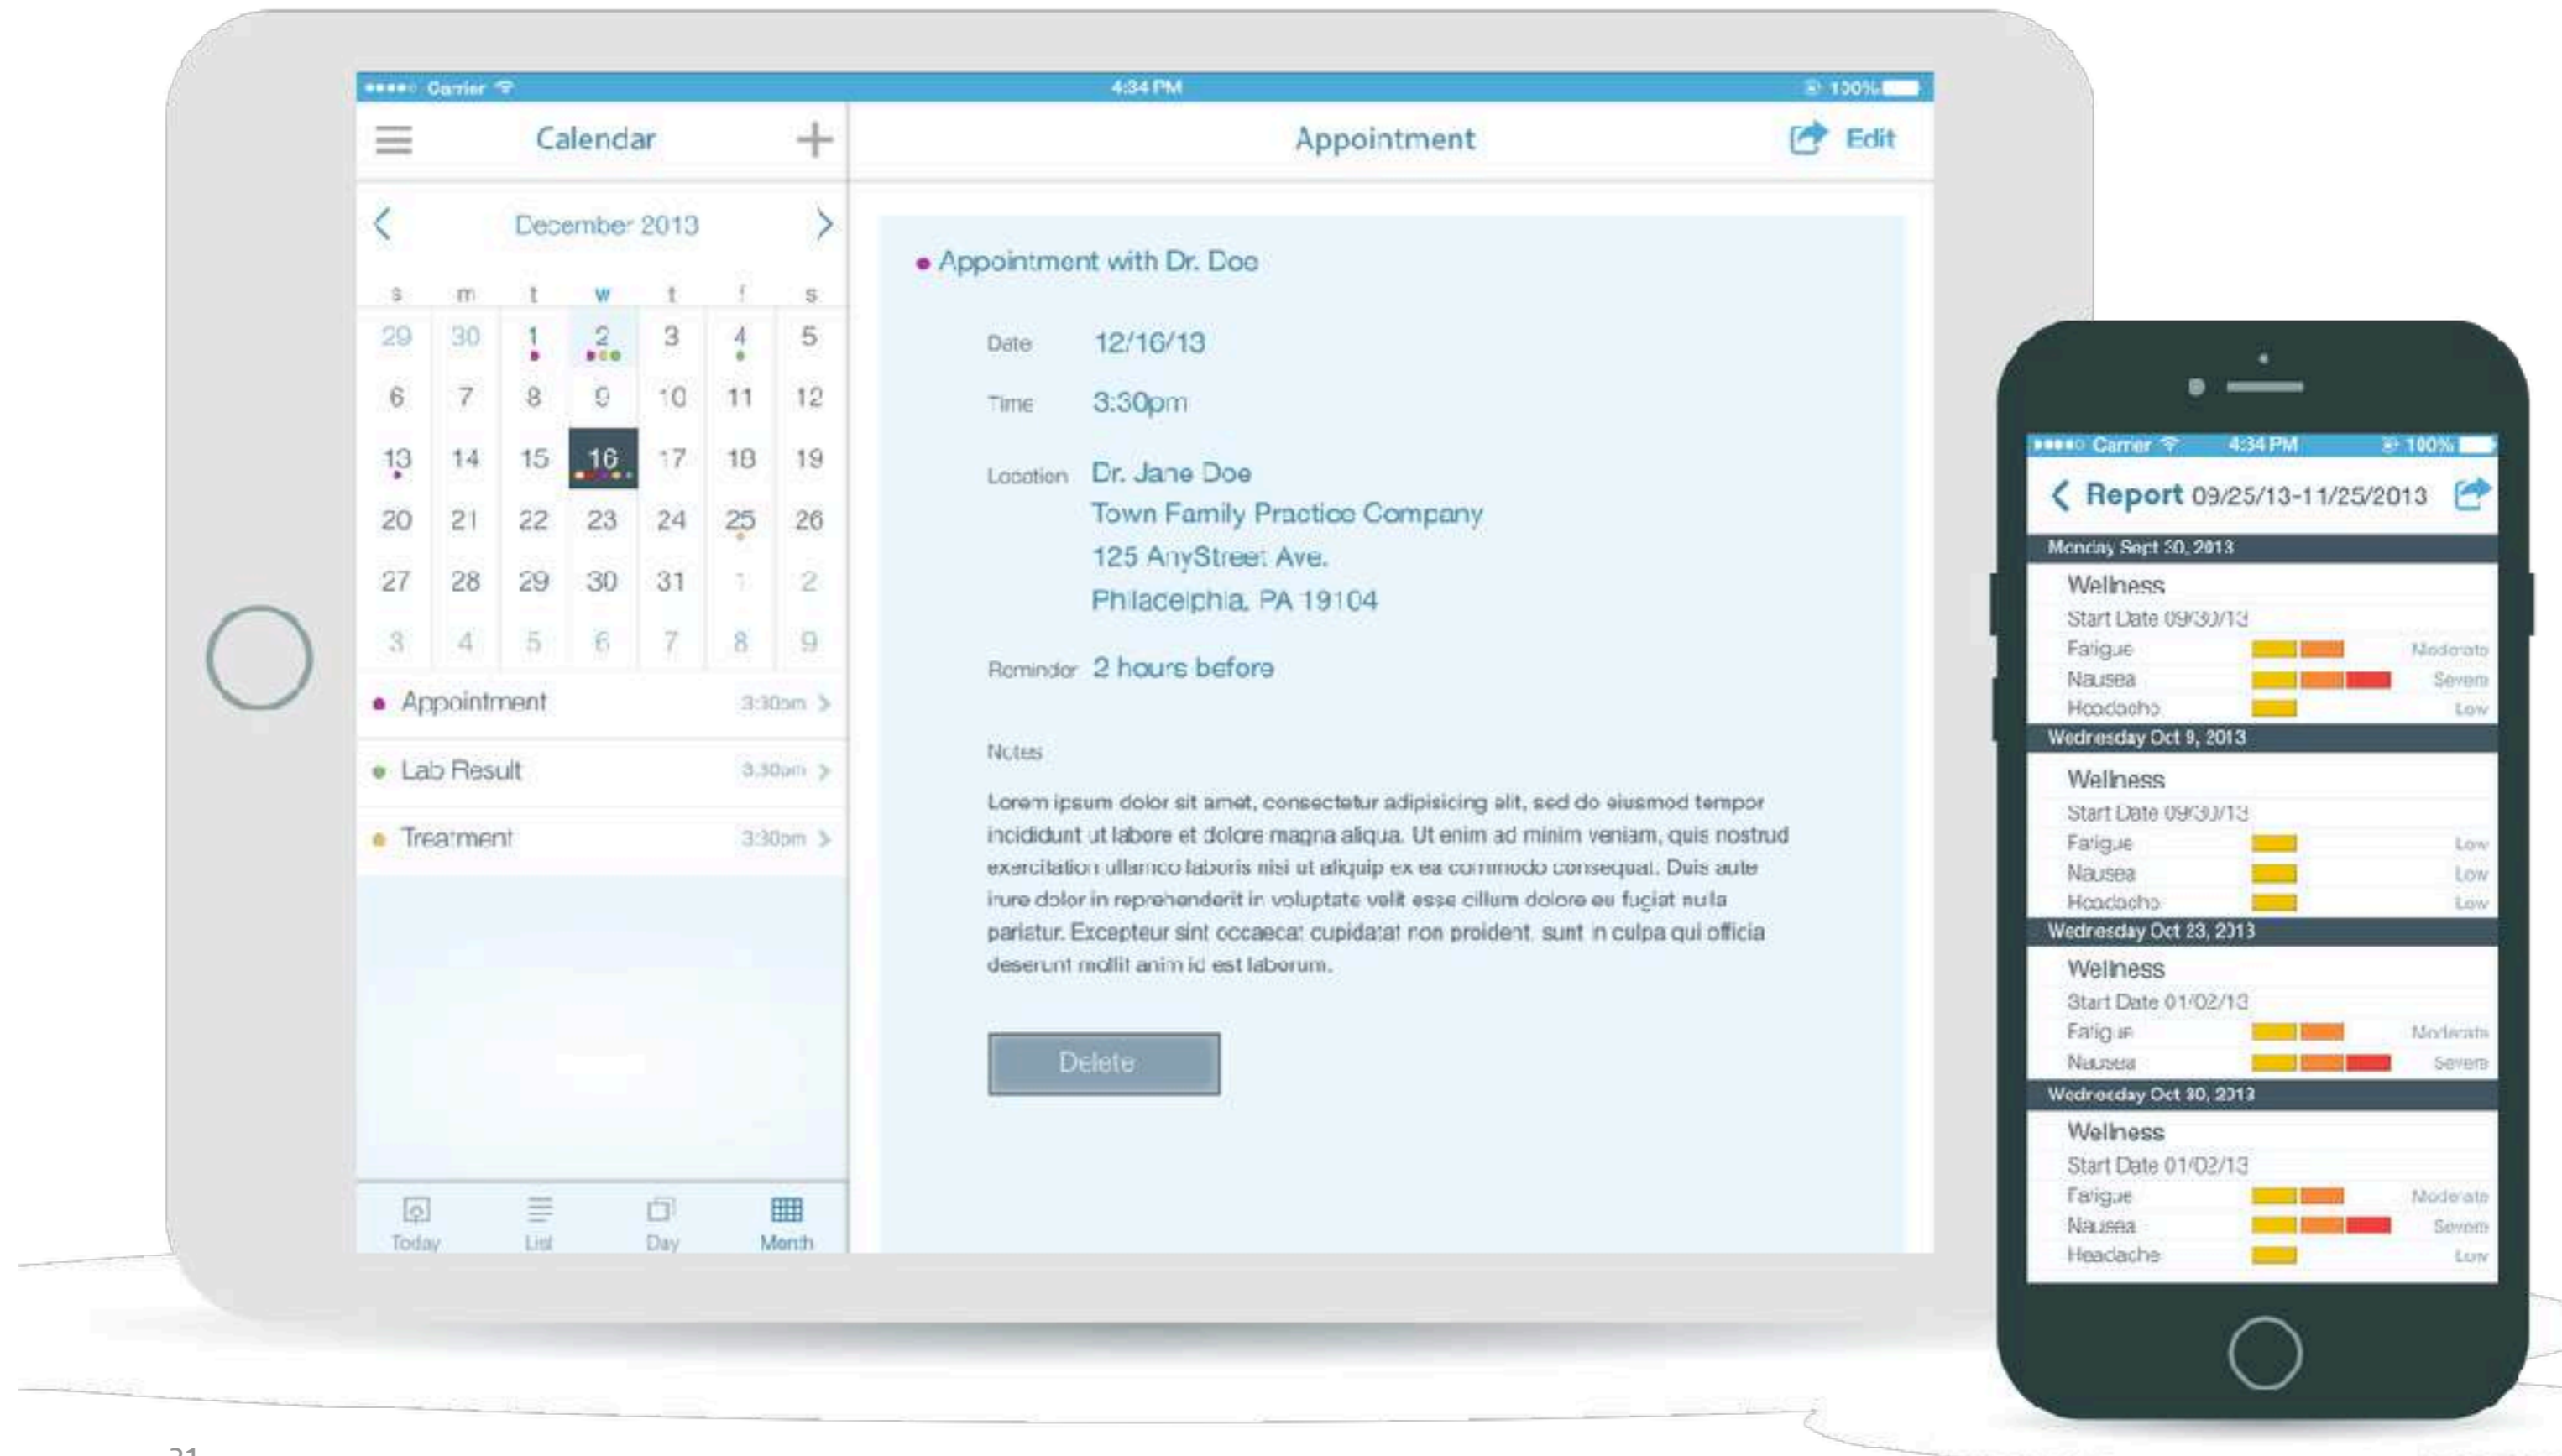 Carrier 4:34 PM 100%
Calendar
Appointment Edit
December 2013
s m t w t f s
29 30 1 2 3 4 5
6 7 8 9 10 11 12
13 14 15 16 17 18 19
20 21 22 23 24 25 26
27 28 29 30 31 1 2
3 4 5 6 7 8 9
Appointment 3:30pm
Lab Result 3:30pm
Treatment 3:30pm
Today List Day Month
Appointment with Dr. Doe
Date 12/16/13
Time 3:30pm
Location Dr. Jane Doe
Town Family Practice Company
125 AnyStreet Ave.
Philadelphia, PA 19104
Reminder 2 hours before
Notes
Lorem ipsum dolor sit amet, consectetur adipisicing elit, sed do eiusmod tempor
incididunt ut labore et dolore magna aliqua. Ut enim ad minim veniam, quis nostrud
exercitation ullamco laboris nisi ut aliquip ex ea commodo consequat. Duis aute
irure dolor in reprehenderit in voluptate velit esse cillum dolore eu fugiat nulla
pariatur. Excepteur sint occaecat cupidatat non proident, sunt in culpa qui officia
deserunt mollit anim id est laborum.
Delete
Carrier 4:34 PM 100%
Report 09/25/13-11/25/2013
Monday Sept 30, 2013
Wellness
Start Date 09/30/13
Fatigue Moderate
Nausea Severe
Headache Low
Wednesday Oct 9, 2013
Wellness
Start Date 09/30/13
Fatigue Low
Nausea Low
Headache Low
Wednesday Oct 23, 2013
Wellness
Start Date 01/02/13
Fatigue Moderate
Nausea Severe
Wednesday Oct 30, 2013
Wellness
Start Date 01/02/13
Fatigue Moderate
Nausea Severe
Headache Low